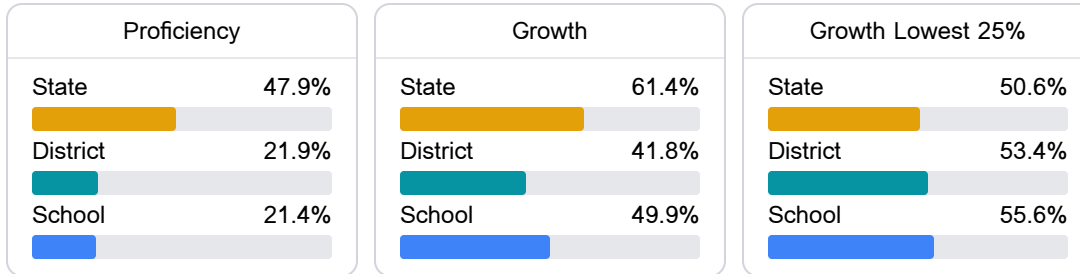 Proficiency
State 47.9%
District 21.9%
School 21.4%
Growth
State 61.4%
District 41.8%
School 49.9%
Growth Lowest 25%
State 50.6%
District 53.4%
School 55.6%